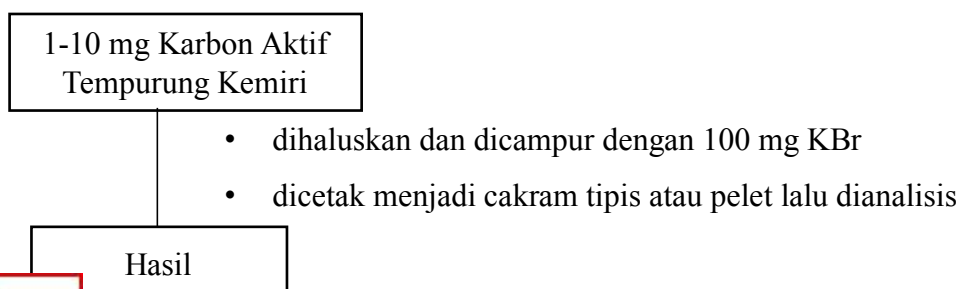 1-10 mg Karbon Aktif
Tempurung Kemiri
• dihaluskan dan dicampur dengan 100 mg KBr
• dicetak menjadi cakram tipis atau pelet lalu dianalisis
Hasil